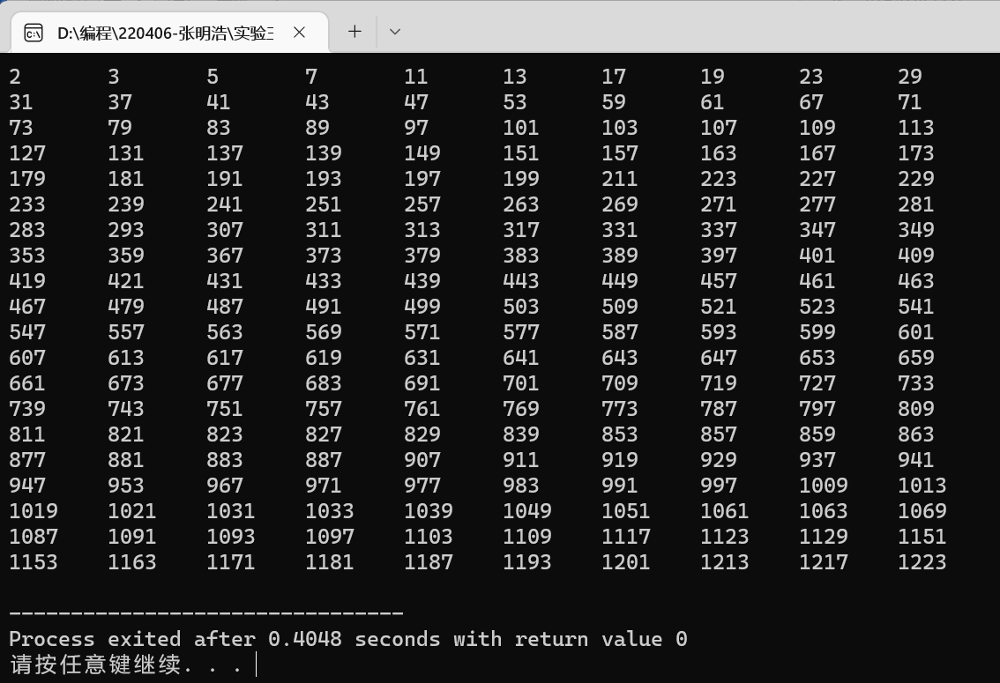 D:\编程\220406-张明浩\实验三
2 3 5 7 11 13 17 19 23 29
31 37 41 43 47 53 59 61 67 71
73 79 83 89 97 101 103 107 109 113
127 131 137 139 149 151 157 163 167 173
179 181 191 193 197 199 211 223 227 229
233 239 241 251 257 263 269 271 277 281
283 293 307 311 313 317 331 337 347 349
353 359 367 373 379 383 389 397 401 409
419 421 431 433 439 443 449 457 461 463
467 479 487 491 499 503 509 521 523 541
547 557 563 569 571 577 587 593 599 601
607 613 617 619 631 641 643 647 653 659
661 673 677 683 691 701 709 719 727 733
739 743 751 757 761 769 773 787 797 809
811 821 823 827 829 839 853 857 859 863
877 881 883 887 907 911 919 929 937 941
947 953 967 971 977 983 991 997 1009 1013
1019 1021 1031 1033 1039 1049 1051 1061 1063 1069
1087 1091 1093 1097 1103 1109 1117 1123 1129 1151
1153 1163 1171 1181 1187 1193 1201 1213 1217 1223
--------------------------------
Process exited after 0.4048 seconds with return value 0
请按任意键继续. . .